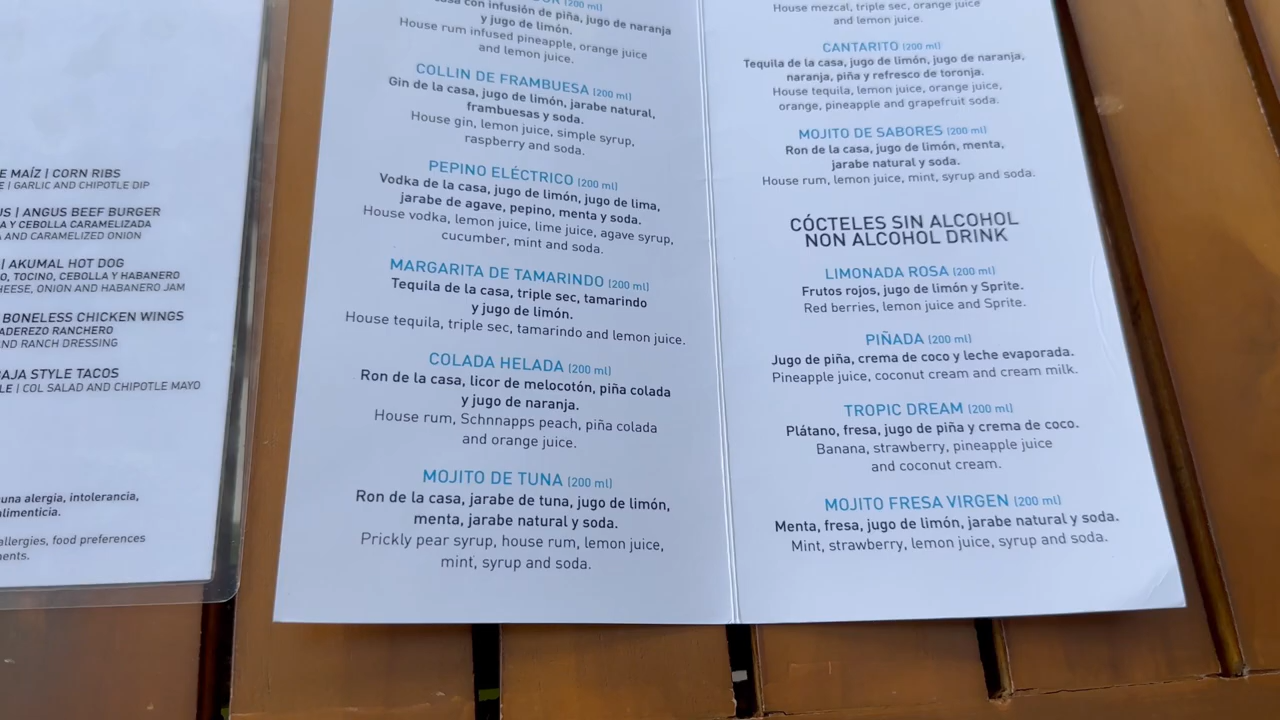 E MAÍZ | CORN RIBS
E | GARLIC AND CHIPOTLE DIP
US | ANGUS BEEF BURGER
A Y CEBOLLA CARAMELIZADA
A AND CARAMELIZED ONION
| AKUMAL HOT DOG
O, TOCINO, CEBOLLA Y HABANERO
HEESE, ONION AND HABANERO JAM
BONELESS CHICKEN WINGS
ADEREZO RANCHERO
ND RANCH DRESSING
BAJA STYLE TACOS
LE | COL SALAD AND CHIPOTLE MAYO
una alergia, intolerancia,
alimenticia.
allergies, food preferences
ments.
(200 ml)
casa con infusión de piña, jugo de naranja
y jugo de limón.
House rum infused pineapple, orange juice
and lemon juice.
COLLIN DE FRAMBUESA (200 ml)
Gin de la casa, jugo de limón, jarabe natural,
frambuesas y soda.
House gin, lemon juice, simple syrup,
raspberry and soda.
PEPINO ELÉCTRICO (200 ml)
Vodka de la casa, jugo de limón, jugo de lima,
jarabe de agave, pepino, menta y soda.
House vodka, lemon juice, lime juice, agave syrup,
cucumber, mint and soda.
MARGARITA DE TAMARINDO (200 ml)
Tequila de la casa, triple sec, tamarindo
y jugo de limón.
House tequila, triple sec, tamarindo and lemon juice.
COLADA HELADA (200 ml)
Ron de la casa, licor de melocotón, piña colada
y jugo de naranja.
House rum, Schnnapps peach, piña colada
and orange juice.
MOJITO DE TUNA (200 ml)
Ron de la casa, jarabe de tuna, jugo de limón,
menta, jarabe natural y soda.
Prickly pear syrup, house rum, lemon juice,
mint, syrup and soda.
House mezcal, triple sec, orange juice
and lemon juice.
CANTARITO (200 ml)
Tequila de la casa, jugo de limón, jugo de naranja,
naranja, piña y refresco de toronja.
House tequila, lemon juice, orange juice,
orange, pineapple and grapefruit soda.
MOJITO DE SABORES (200 ml)
Ron de la casa, jugo de limón, menta,
jarabe natural y soda.
House rum, lemon juice, mint, syrup and soda.
CÓCTELES SIN ALCOHOL
NON ALCOHOL DRINK
LIMONADA ROSA (200 ml)
Frutos rojos, jugo de limón y Sprite.
Red berries, lemon juice and Sprite.
PIÑADA (200 ml)
Jugo de piña, crema de coco y leche evaporada.
Pineapple juice, coconut cream and cream milk.
TROPIC DREAM (200 ml)
Plátano, fresa, jugo de piña y crema de coco.
Banana, strawberry, pineapple juice
and coconut cream.
MOJITO FRESA VIRGEN (200 ml)
Menta, fresa, jugo de limón, jarabe natural y soda.
Mint, strawberry, lemon juice, syrup and soda.